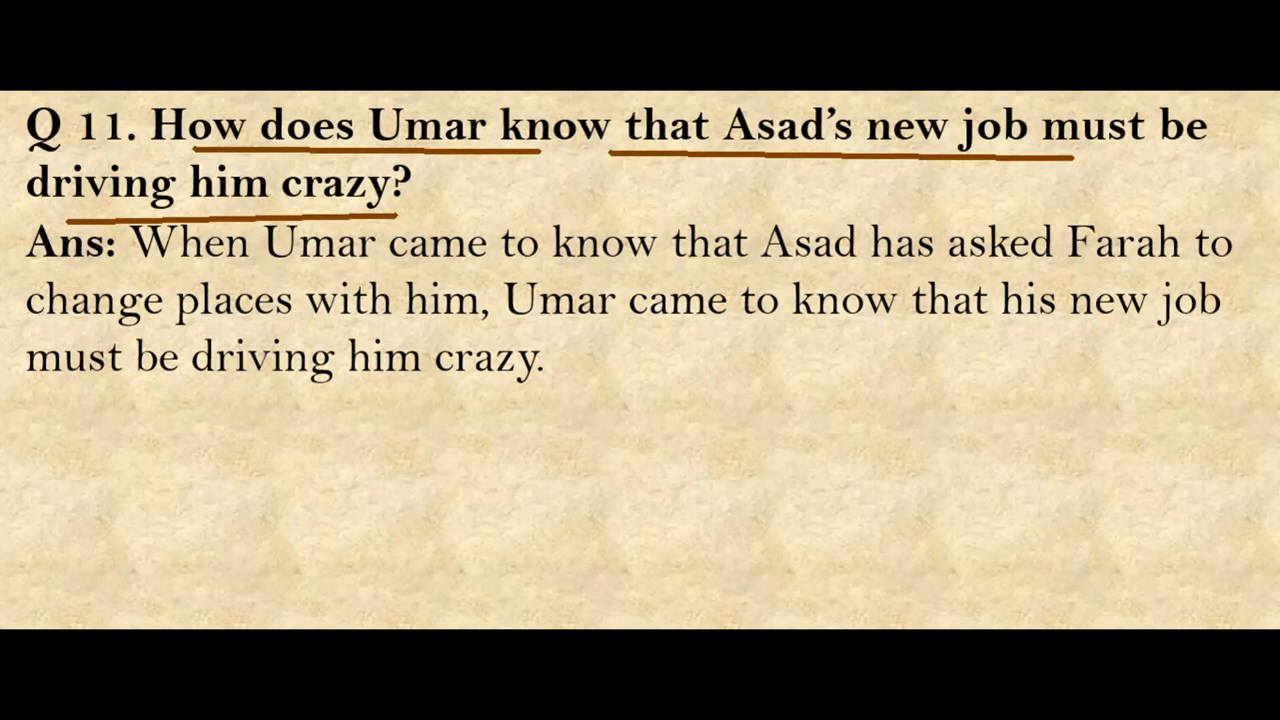 Q 11. How does Umar know that Asad’s new job must be
driving him crazy?
Ans: When Umar came to know that Asad has asked Farah to
change places with him, Umar came to know that his new job
must be driving him crazy.